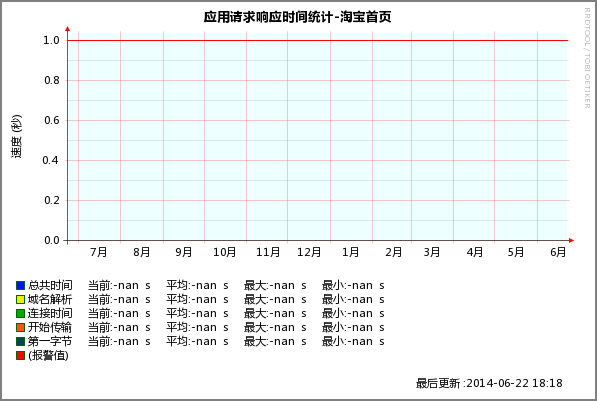 应用请求响应时间统计-淘宝首页
RRDTOOL / TOBI OETIKER
速度 (秒)
1.0
0.8
0.6
0.4
0.2
0.0
7月 8月 9月 10月 11月 12月 1月 2月 3月 4月 5月 6月
总共时间 当前:-nan s 平均:-nan s 最大:-nan s 最小:-nan s
域名解析 当前:-nan s 平均:-nan s 最大:-nan s 最小:-nan s
连接时间 当前:-nan s 平均:-nan s 最大:-nan s 最小:-nan s
开始传输 当前:-nan s 平均:-nan s 最大:-nan s 最小:-nan s
第一字节 当前:-nan s 平均:-nan s 最大:-nan s 最小:-nan s
(报警值)
最后更新 :2014-06-22 18:18